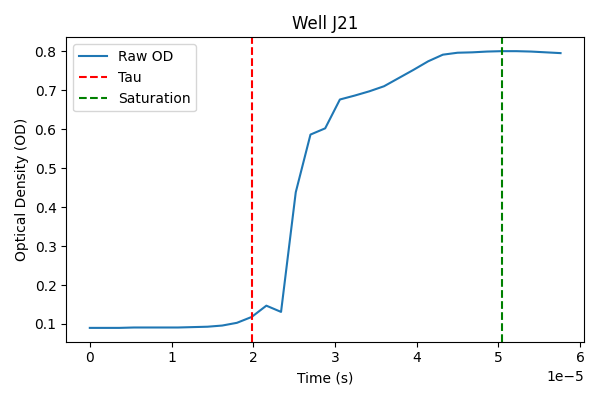 Well J21
Raw OD
Tau
Saturation
Optical Density (OD)
0.8
0.7
0.6
0.5
0.4
0.3
0.2
0.1
0 1 2 3 4 5 6
1e−5
Time (s)